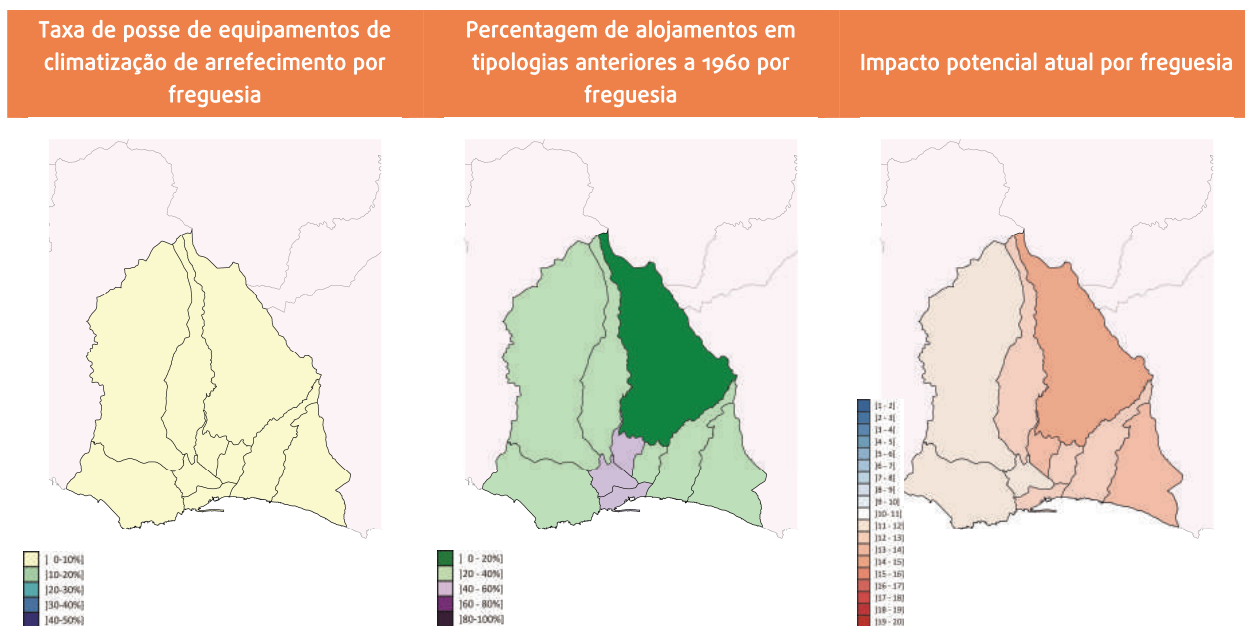 Taxa de posse de equipamentos de
climatização de arrefecimento por
freguesia
Percentagem de alojamentos em
tipologias anteriores a 1960 por
freguesia
Impacto potencial atual por freguesia
] 0-10%]
]10-20%]
]20-30%]
]30-40%]
]40-50%]
] 0 - 20%]
]20 - 40%]
]40 - 60%]
]60 - 80%]
]80-100%]
]1 - 2]
]2 - 3]
]3 - 4]
]4 - 5]
]5 - 6]
]6 - 7]
]7 - 8]
]8 - 9]
]9 - 10]
]10 - 11]
]11 - 12]
]12 - 13]
]13 - 14]
]14 - 15]
]15 - 16]
]16 - 17]
]17 - 18]
]18 - 19]
]19 - 20]